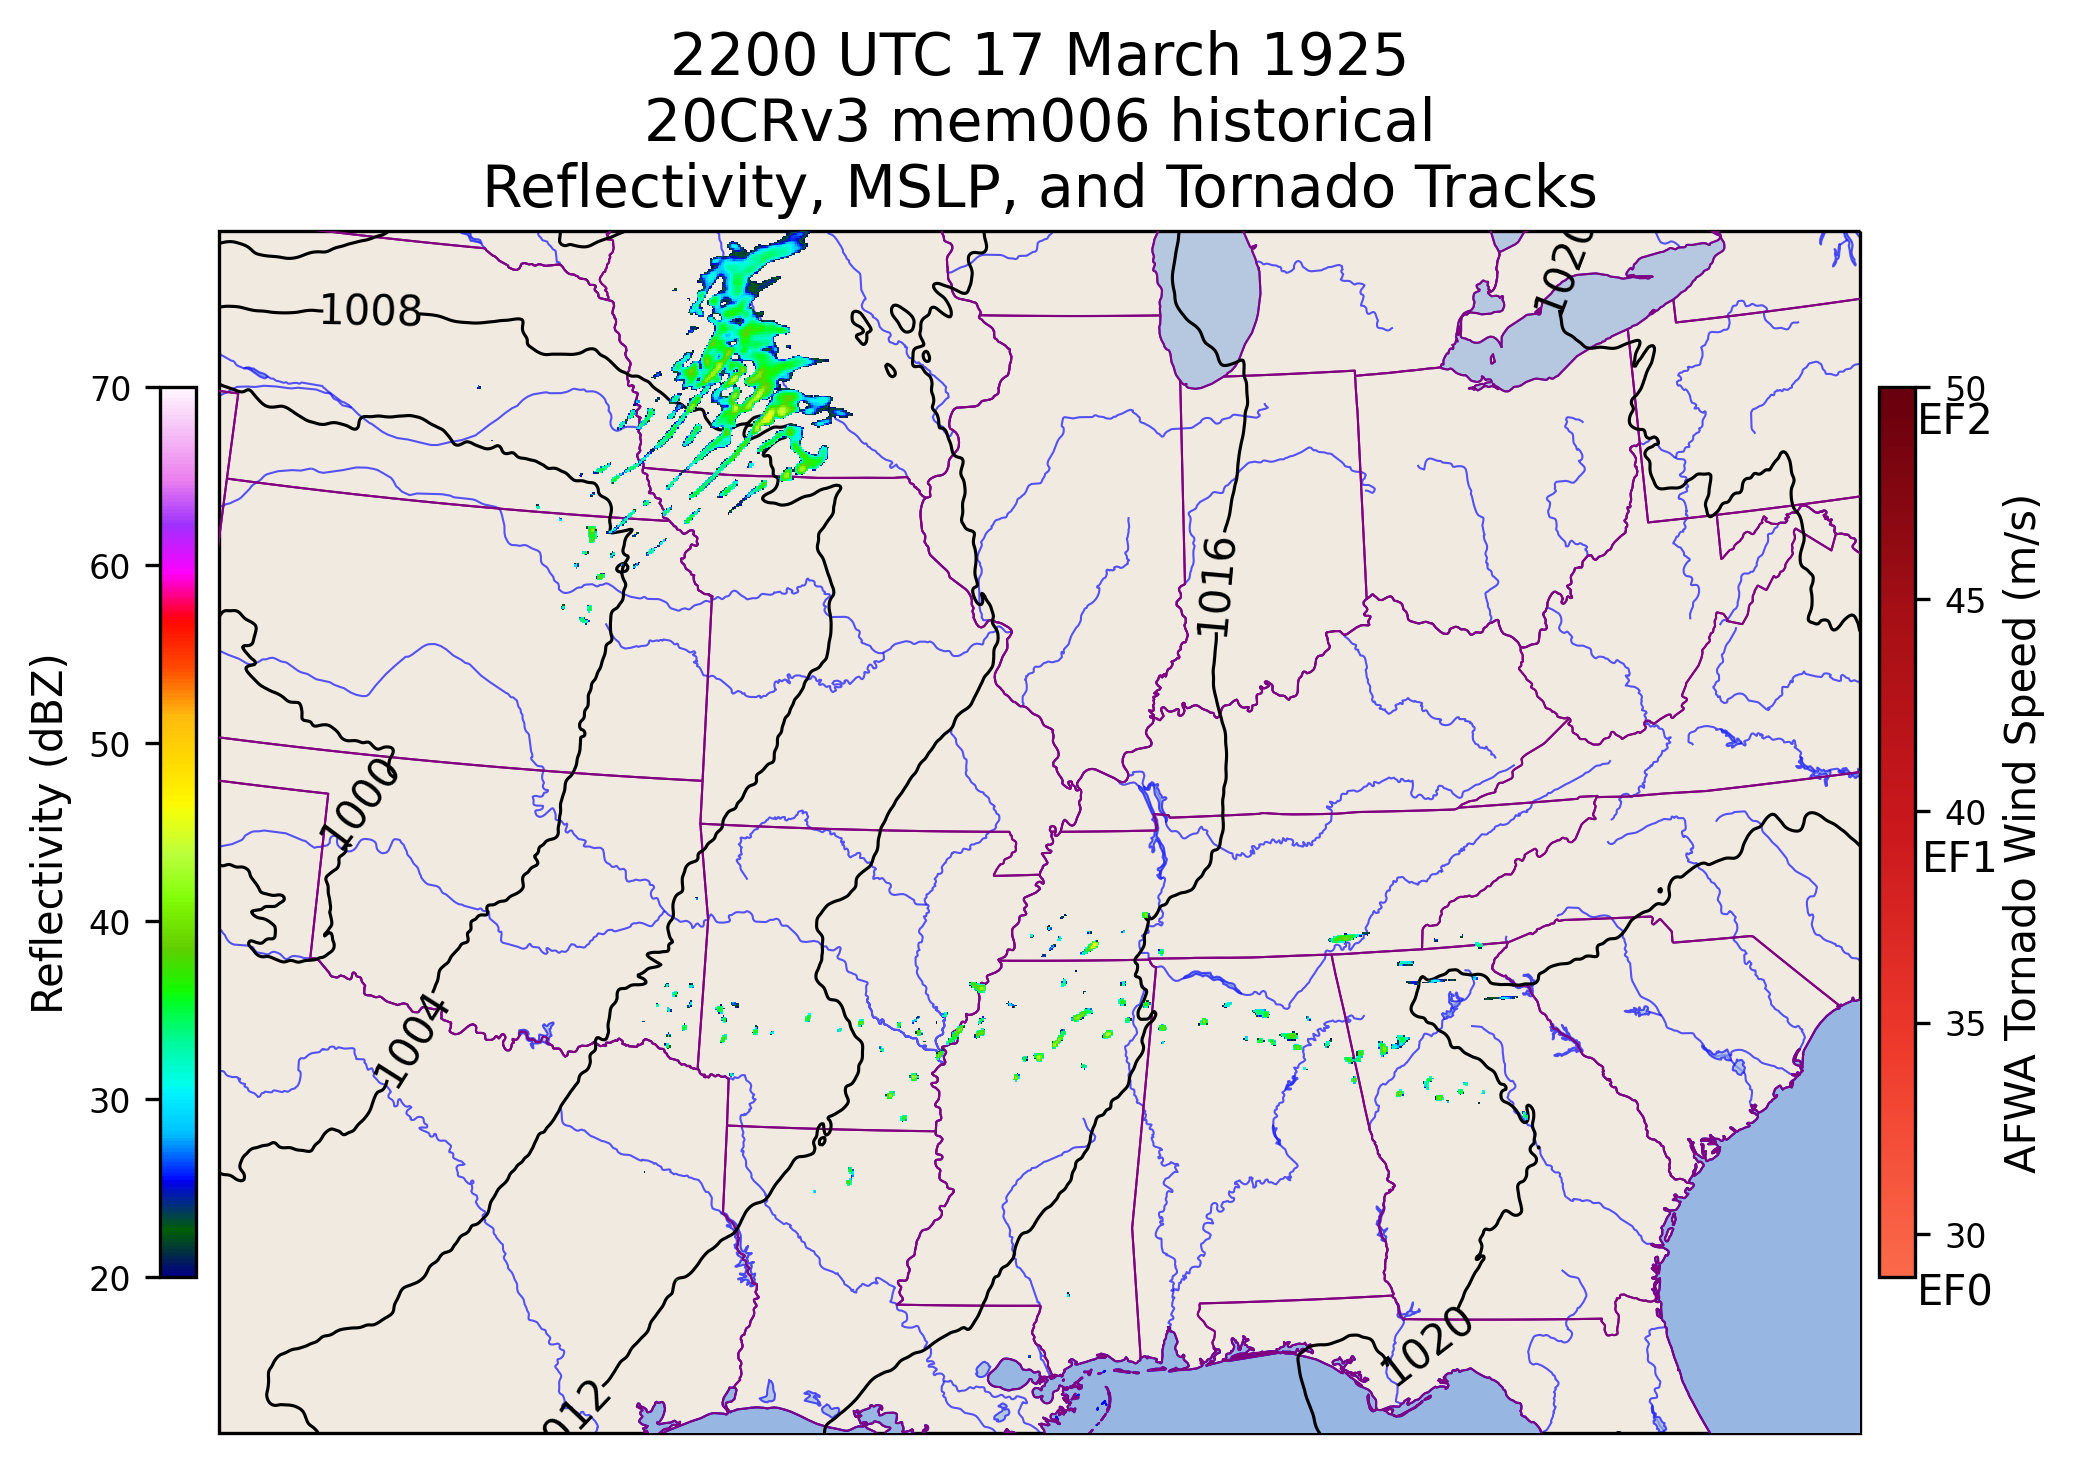 2200 UTC 17 March 1925
20CRv3 mem006 historical
Reflectivity, MSLP, and Tornado Tracks
1020
1008
70
60
50
40
30
20
Reflectivity (dBZ)
1016
1000
1004
012
1020
50
EF2
45
40
EF1
35
30
EF0
AFWA Tornado Wind Speed (m/s)